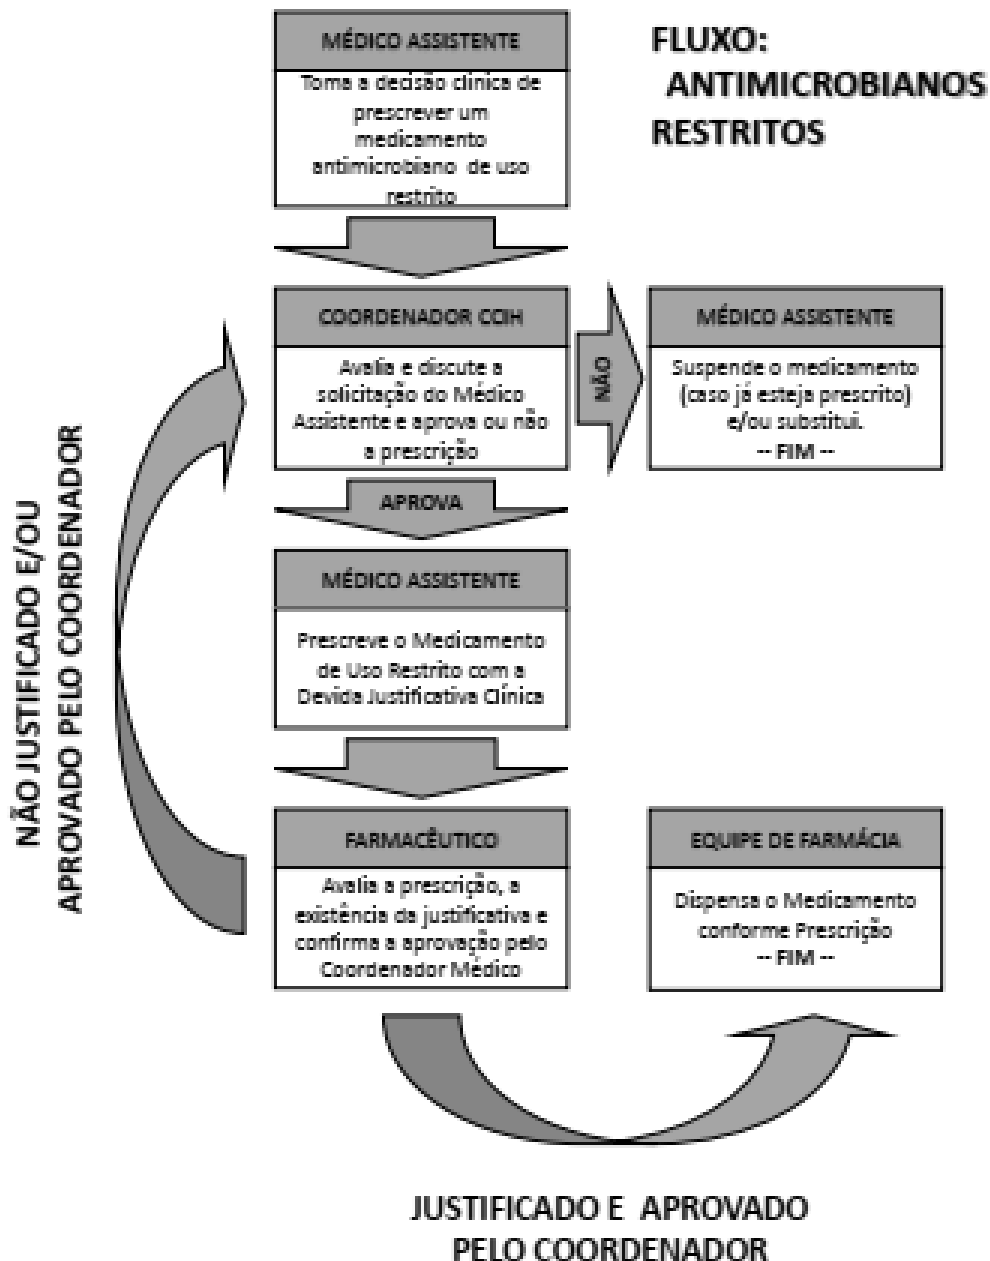 FLUXO:
ANTIMICROBIANOS
RESTRITOS
MÉDICO ASSISTENTE
Toma a decisão clínica de
prescrever um
medicamento
antimicrobiano de uso
restrito
COORDENADOR CCIH
Avalia e discute a
solicitação do Médico
Assistente e aprova ou não
a prescrição
NÃO
MÉDICO ASSISTENTE
Suspende o medicamento
(caso já esteja prescrito)
e/ou substitui.
-- FIM --
APROVA
MÉDICO ASSISTENTE
Prescreve o Medicamento
de Uso Restrito com a
Devida Justificativa Clínica
FARMACÊUTICO
Avalia a prescrição, a
existência da justificativa e
confirma a aprovação pelo
Coordenador Médico
EQUIPE DE FARMÁCIA
Dispensa o Medicamento
conforme Prescrição
-- FIM --
NÃO JUSTIFICADO E/OU
APROVADO PELO COORDENADOR
JUSTIFICADO E APROVADO
PELO COORDENADOR